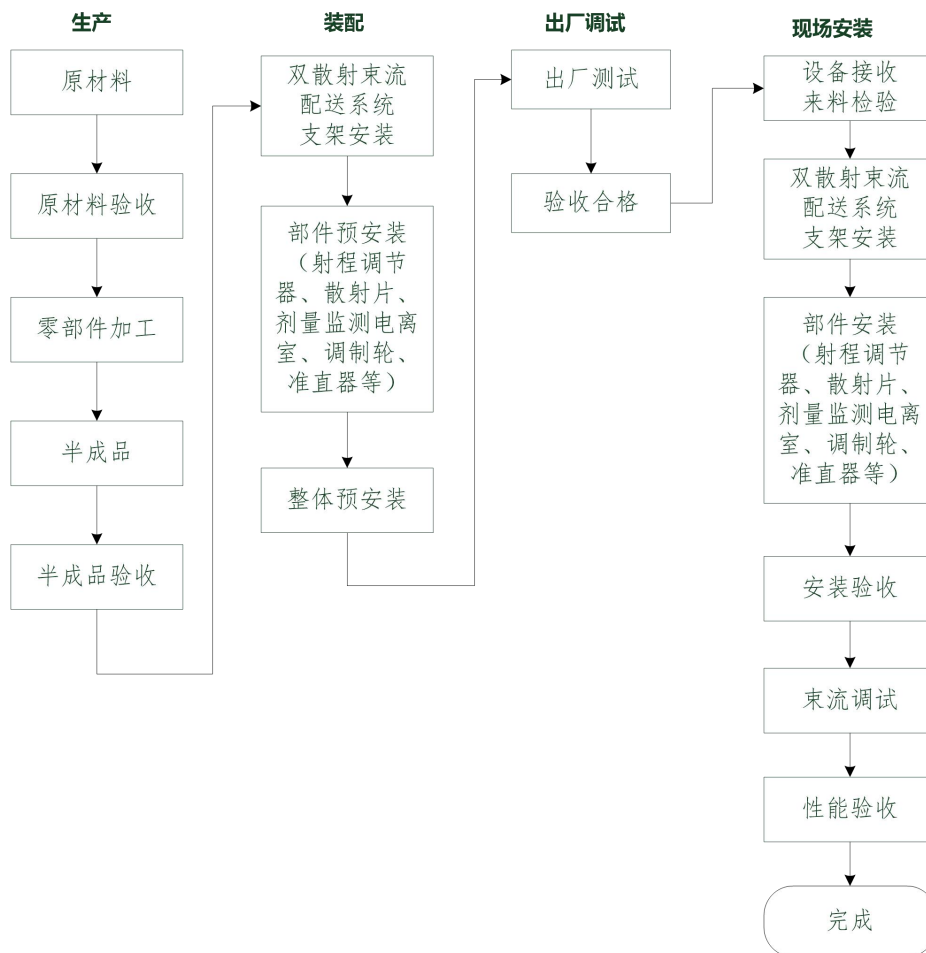 生产
原材料
原材料验收
零部件加工
半成品
半成品验收
装配
双散射束流
配送系统
支架安装
部件预安装
（射程调节
器、散射片、
剂量监测电离
室、调制轮、
准直器等）
整体预安装
出厂调试
出厂测试
验收合格
现场安装
设备接收
来料检验
双散射束流
配送系统
支架安装
部件安装
（射程调节
器、散射片、
剂量监测电离
室、调制轮、
准直器等）
安装验收
束流调试
性能验收
完成